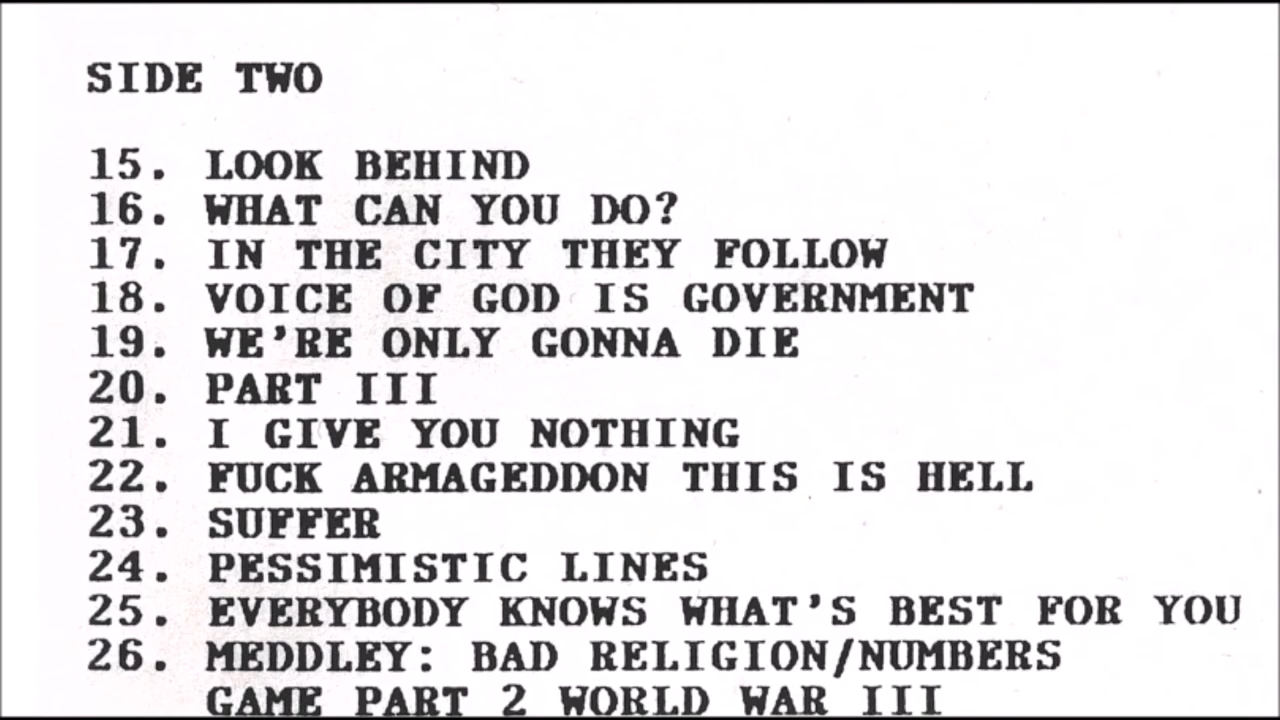 SIDE TWO
15. LOOK BEHIND
16. WHAT CAN YOU DO?
17. IN THE CITY THEY FOLLOW
18. VOICE OF GOD IS GOVERNMENT
19. WE'RE ONLY GONNA DIE
20. PART III
21. I GIVE YOU NOTHING
22. FUCK ARMAGEDDON THIS IS HELL
23. SUFFER
24. PESSIMISTIC LINES
25. EVERYBODY KNOWS WHAT'S BEST FOR YOU
26. MEDDLEY: BAD RELIGION/NUMBERS
GAME PART 2 WORLD WAR III